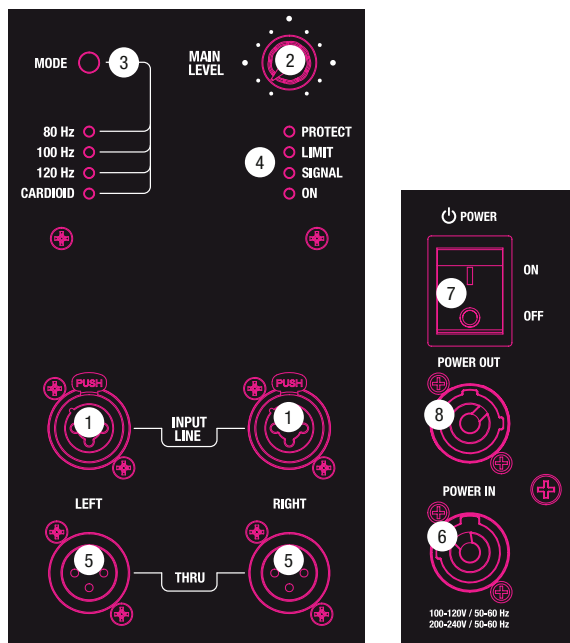 MODE
3
MAIN
LEVEL
2
80 Hz
100 Hz
120 Hz
CARDIOID
4
PROTECT
LIMIT
SIGNAL
ON
PUSH
PUSH
1
INPUT
LINE
1
LEFT
RIGHT
5
THRU
5
POWER
7
ON
OFF
POWER OUT
8
POWER IN
6
100-120V / 50-60 Hz
200-240V / 50-60 Hz